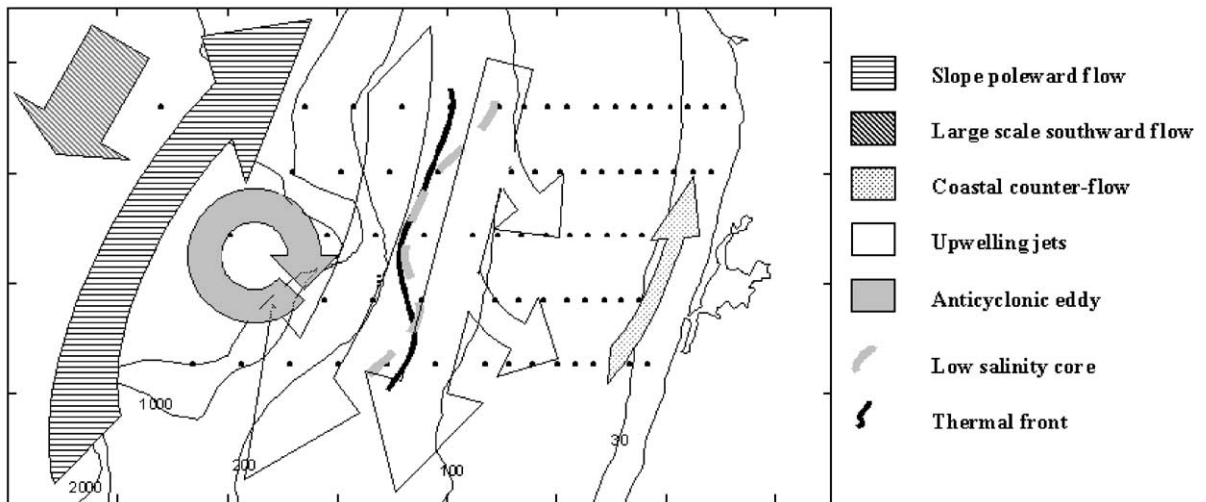 Slope poleward flow
Large scale southward flow
Coastal counter-flow
Upwelling jets
Anticyclonic eddy
Low salinity core
Thermal front
1000
200
2000
100
30